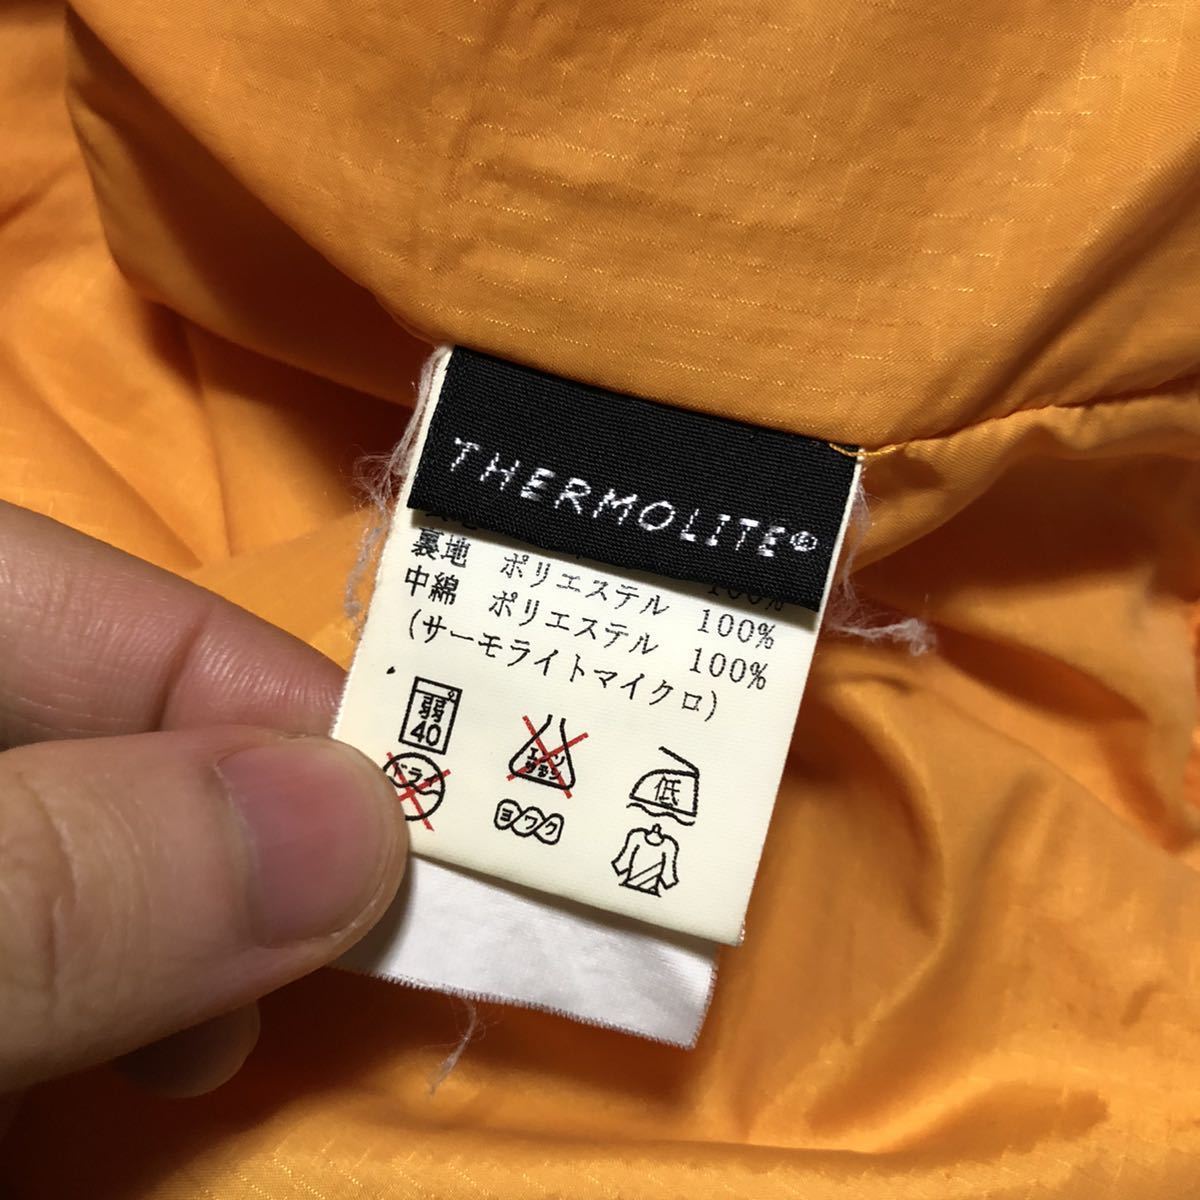 THERMOLITE®
100%
裏地 ポリエステル 100%
中綿 ポリエステル 100%
(サーモライトマイクロ)
弱
40
エンソ
サラシ
低
ドライ
ヨワク